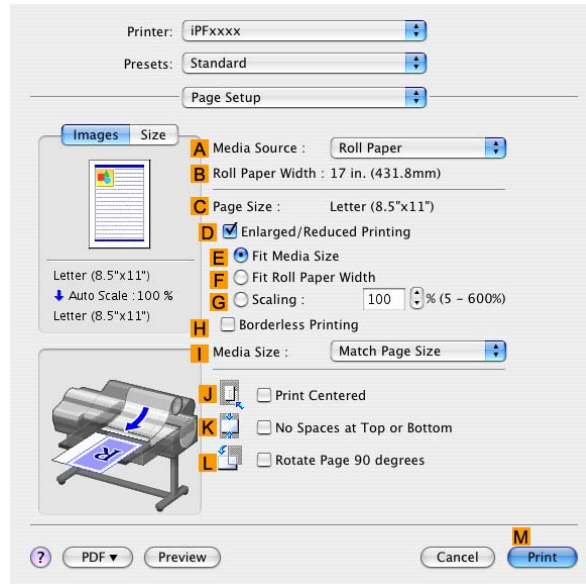 Printer: iPFxxxx
Presets: Standard
Page Setup
Images Size
A Media Source : Roll Paper
B Roll Paper Width : 17 in. (431.8mm)
C Page Size : Letter (8.5"x11")
D Enlarged/Reduced Printing
E Fit Media Size
F Fit Roll Paper Width
G Scaling : 100 % (5 - 600%)
H Borderless Printing
I Media Size : Match Page Size
Letter (8.5"x11")
Auto Scale :100 %
Letter (8.5"x11")
J Print Centered
K No Spaces at Top or Bottom
L Rotate Page 90 degrees
R
M
? PDF Preview Cancel Print